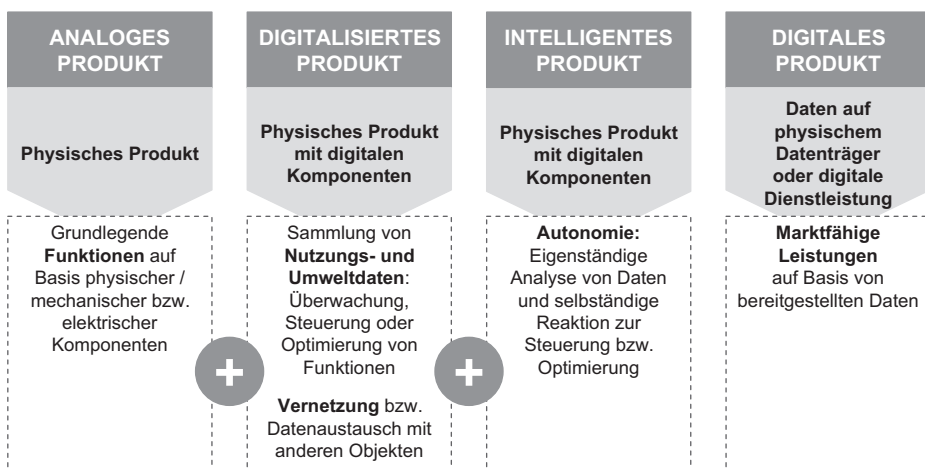 ANALOGES
PRODUKT
Physisches Produkt
Grundlegende
Funktionen auf
Basis physischer /
mechanischer bzw.
elektrischer
Komponenten
+
DIGITALISIERTES
PRODUKT
Physisches Produkt
mit digitalen
Komponenten
Sammlung von
Nutzungs- und
Umweltdaten:
Überwachung,
Steuerung oder
Optimierung von
Funktionen
Vernetzung bzw.
Datenaustausch mit
anderen Objekten
+
INTELLIGENTES
PRODUKT
Physisches Produkt
mit digitalen
Komponenten
Autonomie:
Eigenständige
Analyse von Daten
und selbständige
Reaktion zur
Steuerung bzw.
Optimierung
DIGITALES
PRODUKT
Daten auf
physischem
Datenträger
oder digitale
Dienstleistung
Marktfähige
Leistungen
auf Basis von
bereitgestellten Daten